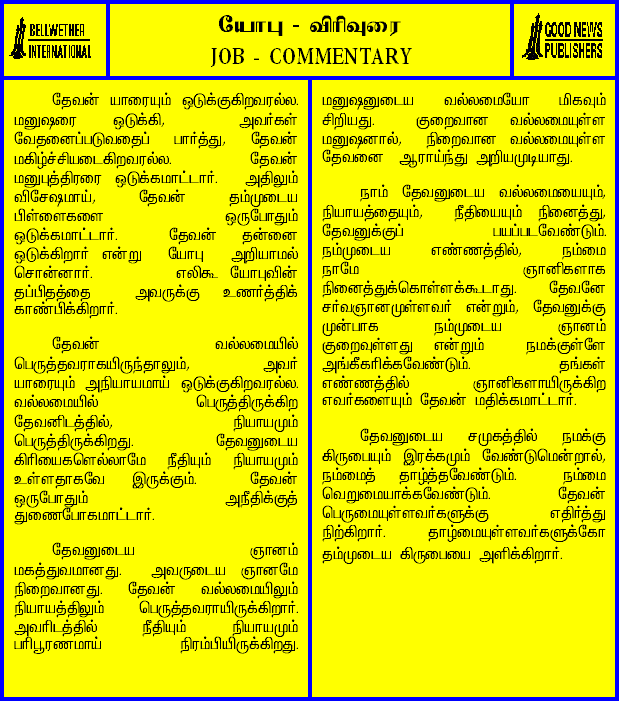 BELLWETHER
INTERNATIONAL
யோபு - விரிவுரை
JOB - COMMENTARY
GOOD NEWS
PUBLISHERS
தேவன் யாரையும் ஒடுக்குகிறவரல்ல.
மனுஷரை ஒடுக்கி, அவர்கள்
வேதனைப்படுவதைப் பார்த்து, தேவன்
மகிழ்ச்சியடைகிறவரல்ல. தேவன்
மனுபுத்திரரை ஒடுக்கமாட்டார். அதிலும்
விசேஷமாய், தேவன் தம்முடைய
பிள்ளைகளை ஒருபோதும்
ஒடுக்கமாட்டார். தேவன் தன்னை
ஒடுக்கிறார் என்று யோபு அறியாமல்
சொன்னார். எலிகூ யோபுவின்
தப்பிதத்தை அவருக்கு உணர்த்திக்
காண்பிக்கிறார்.
தேவன் வல்லமையில்
பெருத்தவராகயிருந்தாலும், அவர்
யாரையும் அநியாயமாய் ஒடுக்குகிறவரல்ல.
வல்லமையில் பெருத்திருக்கிற
தேவனிடத்தில், நியாயமும்
பெருத்திருக்கிறது. தேவனுடைய
கிரியைகளெல்லாமே நீதியும் நியாயமும்
உள்ளதாகவே இருக்கும். தேவன்
ஒருபோதும் அநீதிக்குத்
துணைபோகமாட்டார்.
தேவனுடைய ஞானம்
மகத்துவமானது. அவருடைய ஞானமே
நிறைவானது. தேவன் வல்லமையிலும்
நியாயத்திலும் பெருத்தவராயிருக்கிறார்.
அவரிடத்தில் நீதியும் நியாயமும்
பரிபூரணமாய் நிரம்பியிருக்கிறது.
மனுஷனுடைய வல்லமையோ மிகவும்
சிறியது. குறைவான வல்லமையுள்ள
மனுஷனால், நிறைவான வல்லமையுள்ள
தேவனை ஆராய்ந்து அறியமுடியாது.
நாம் தேவனுடைய வல்லமையையும்,
நியாயத்தையும், நீதியையும் நினைத்து,
தேவனுக்குப் பயப்படவேண்டும்.
நம்முடைய எண்ணத்தில், நம்மை
நாமே ஞானிகளாக
நினைத்துக்கொள்ளக்கூடாது. தேவனே
சர்வஞானமுள்ளவர் என்றும், தேவனுக்கு
முன்பாக நம்முடைய ஞானம்
குறைவுள்ளது என்றும் நமக்குள்ளே
அங்கீகரிக்கவேண்டும். தங்கள்
எண்ணத்தில் ஞானிகளாயிருக்கிற
எவர்களையும் தேவன் மதிக்கமாட்டார்.
தேவனுடைய சமுகத்தில் நமக்கு
கிருபையும் இரக்கமும் வேண்டுமென்றால்,
நம்மைத் தாழ்த்தவேண்டும். நம்மை
வெறுமையாக்கவேண்டும். தேவன்
பெருமையுள்ளவர்களுக்கு எதிர்த்து
நிற்கிறார். தாழ்மையுள்ளவர்களுக்கோ
தம்முடைய கிருபையை அளிக்கிறார்.